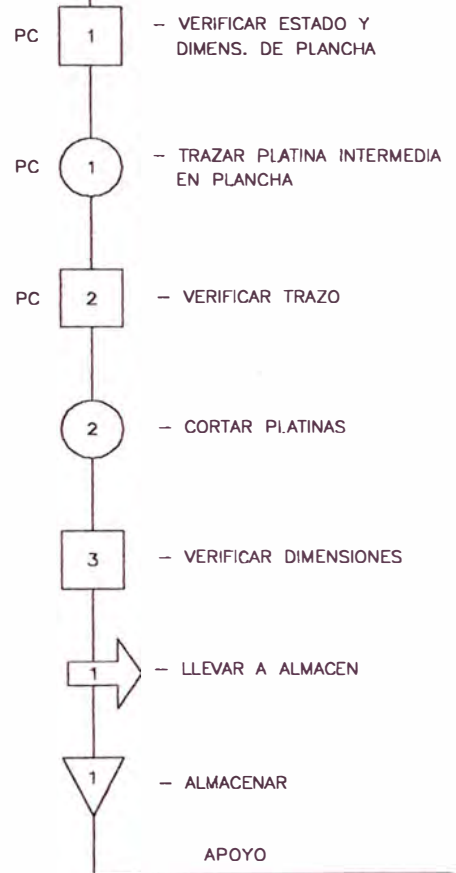 PC 1 – VERIFICAR ESTADO Y
DIMENS. DE PLANCHA
PC 1 – TRAZAR PLATINA INTERMEDIA
EN PLANCHA
PC 2 – VERIFICAR TRAZO
2 – CORTAR PLATINAS
3 – VERIFICAR DIMENSIONES
1 – LLEVAR A ALMACEN
1 – ALMACENAR
APOYO